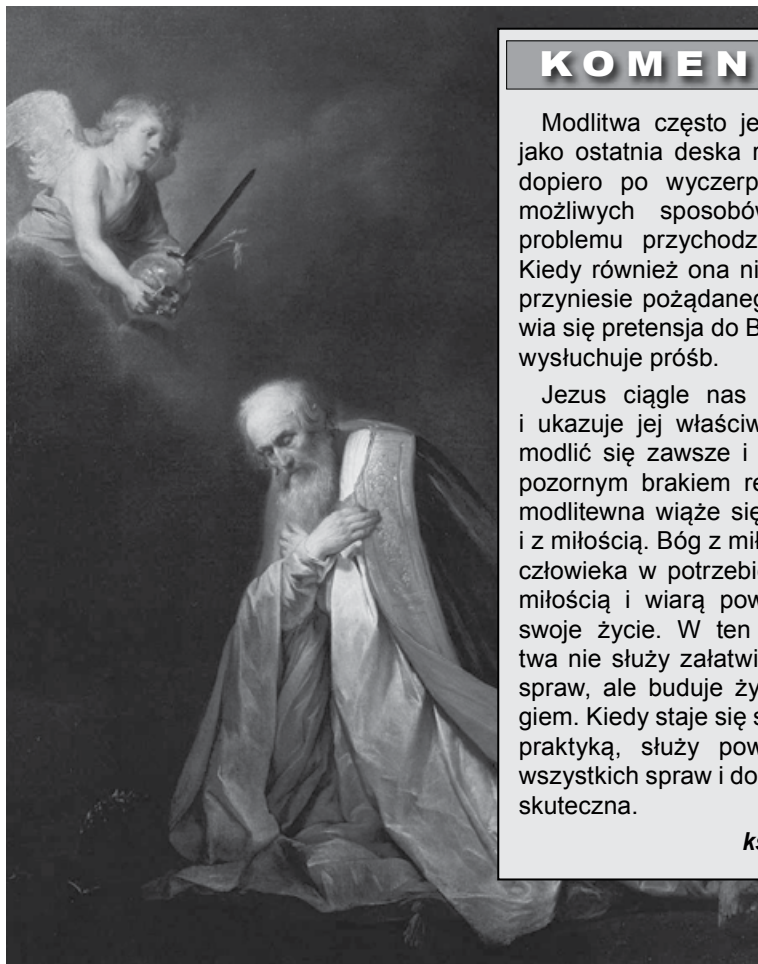 KOMEN
Modlitwa często je
jako ostatnia deska r
dopiero po wyczerp
możliwych sposobów
problemu przychodz
Kiedy również ona ni
przyniesie pożądaneg
wia się pretensja do B
wysłuchuje próśb.
Jezus ciągle nas
i ukazuje jej właściw
modlić się zawsze i
pozornym brakiem re
modlitewna wiąże się
i z miłością. Bóg z mił
człowieka w potrzebi
miłością i wiarą pow
swoje życie. W ten
twa nie służy załatwi
spraw, ale buduje ży
giem. Kiedy staje się s
praktyką, służy pow
wszystkich spraw i do
skuteczna.
ks